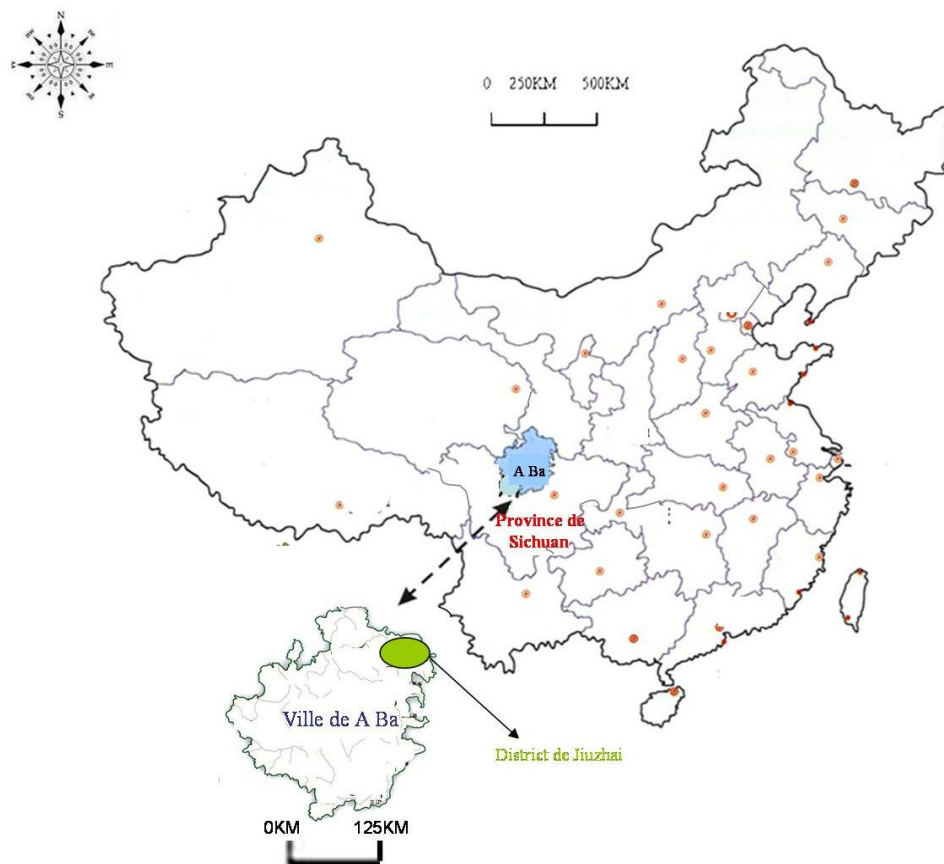 N
E
S
0 250KM 500KM
A Ba
Province de
Sichuan
Ville de A Ba
District de Jiuzhai
0KM 125KM